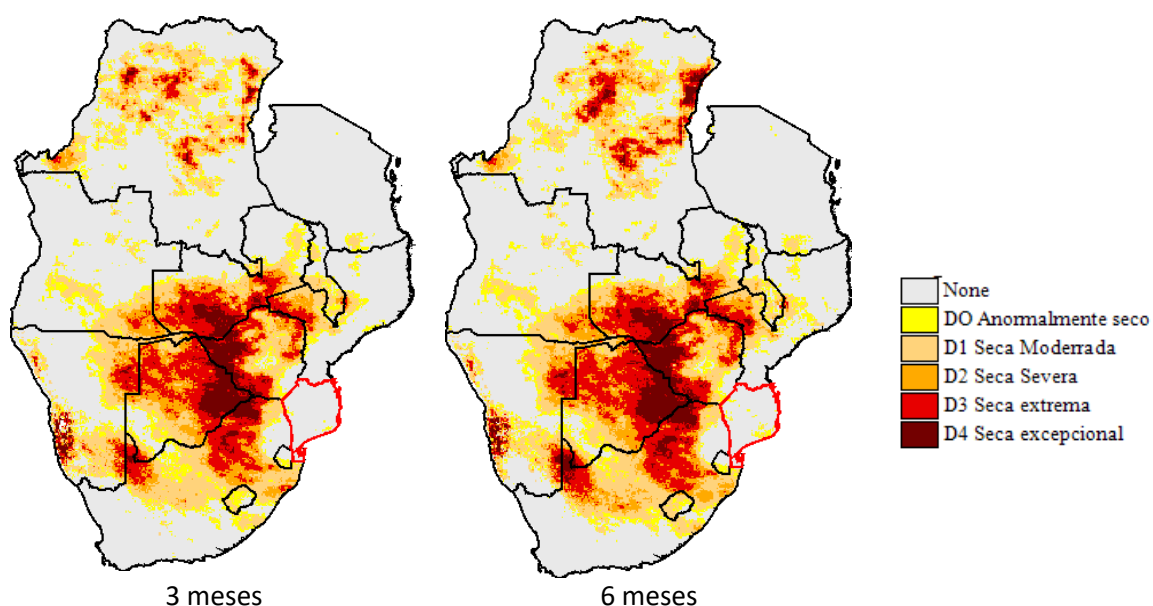 None
DO Anormalmente seco
D1 Seca Moderrada
D2 Seca Severa
D3 Seca extrema
D4 Seca excepcional
3 meses
6 meses